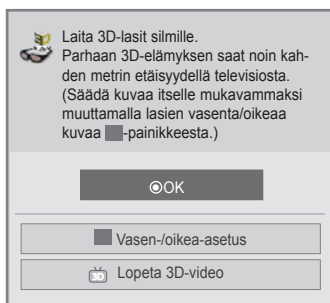 Laita 3D-lasit silmille.
Parhaan 3D-elämyksen saat noin kah-
den metrin etäisyydellä televisiosta.
(Säädä kuvaa itselle mukavammaksi
muuttamalla lasien vasenta/oikeaa
kuvaa -painikkeesta.)
OK
Vasen-/oikea-asetus
3D Lopeta 3D-video